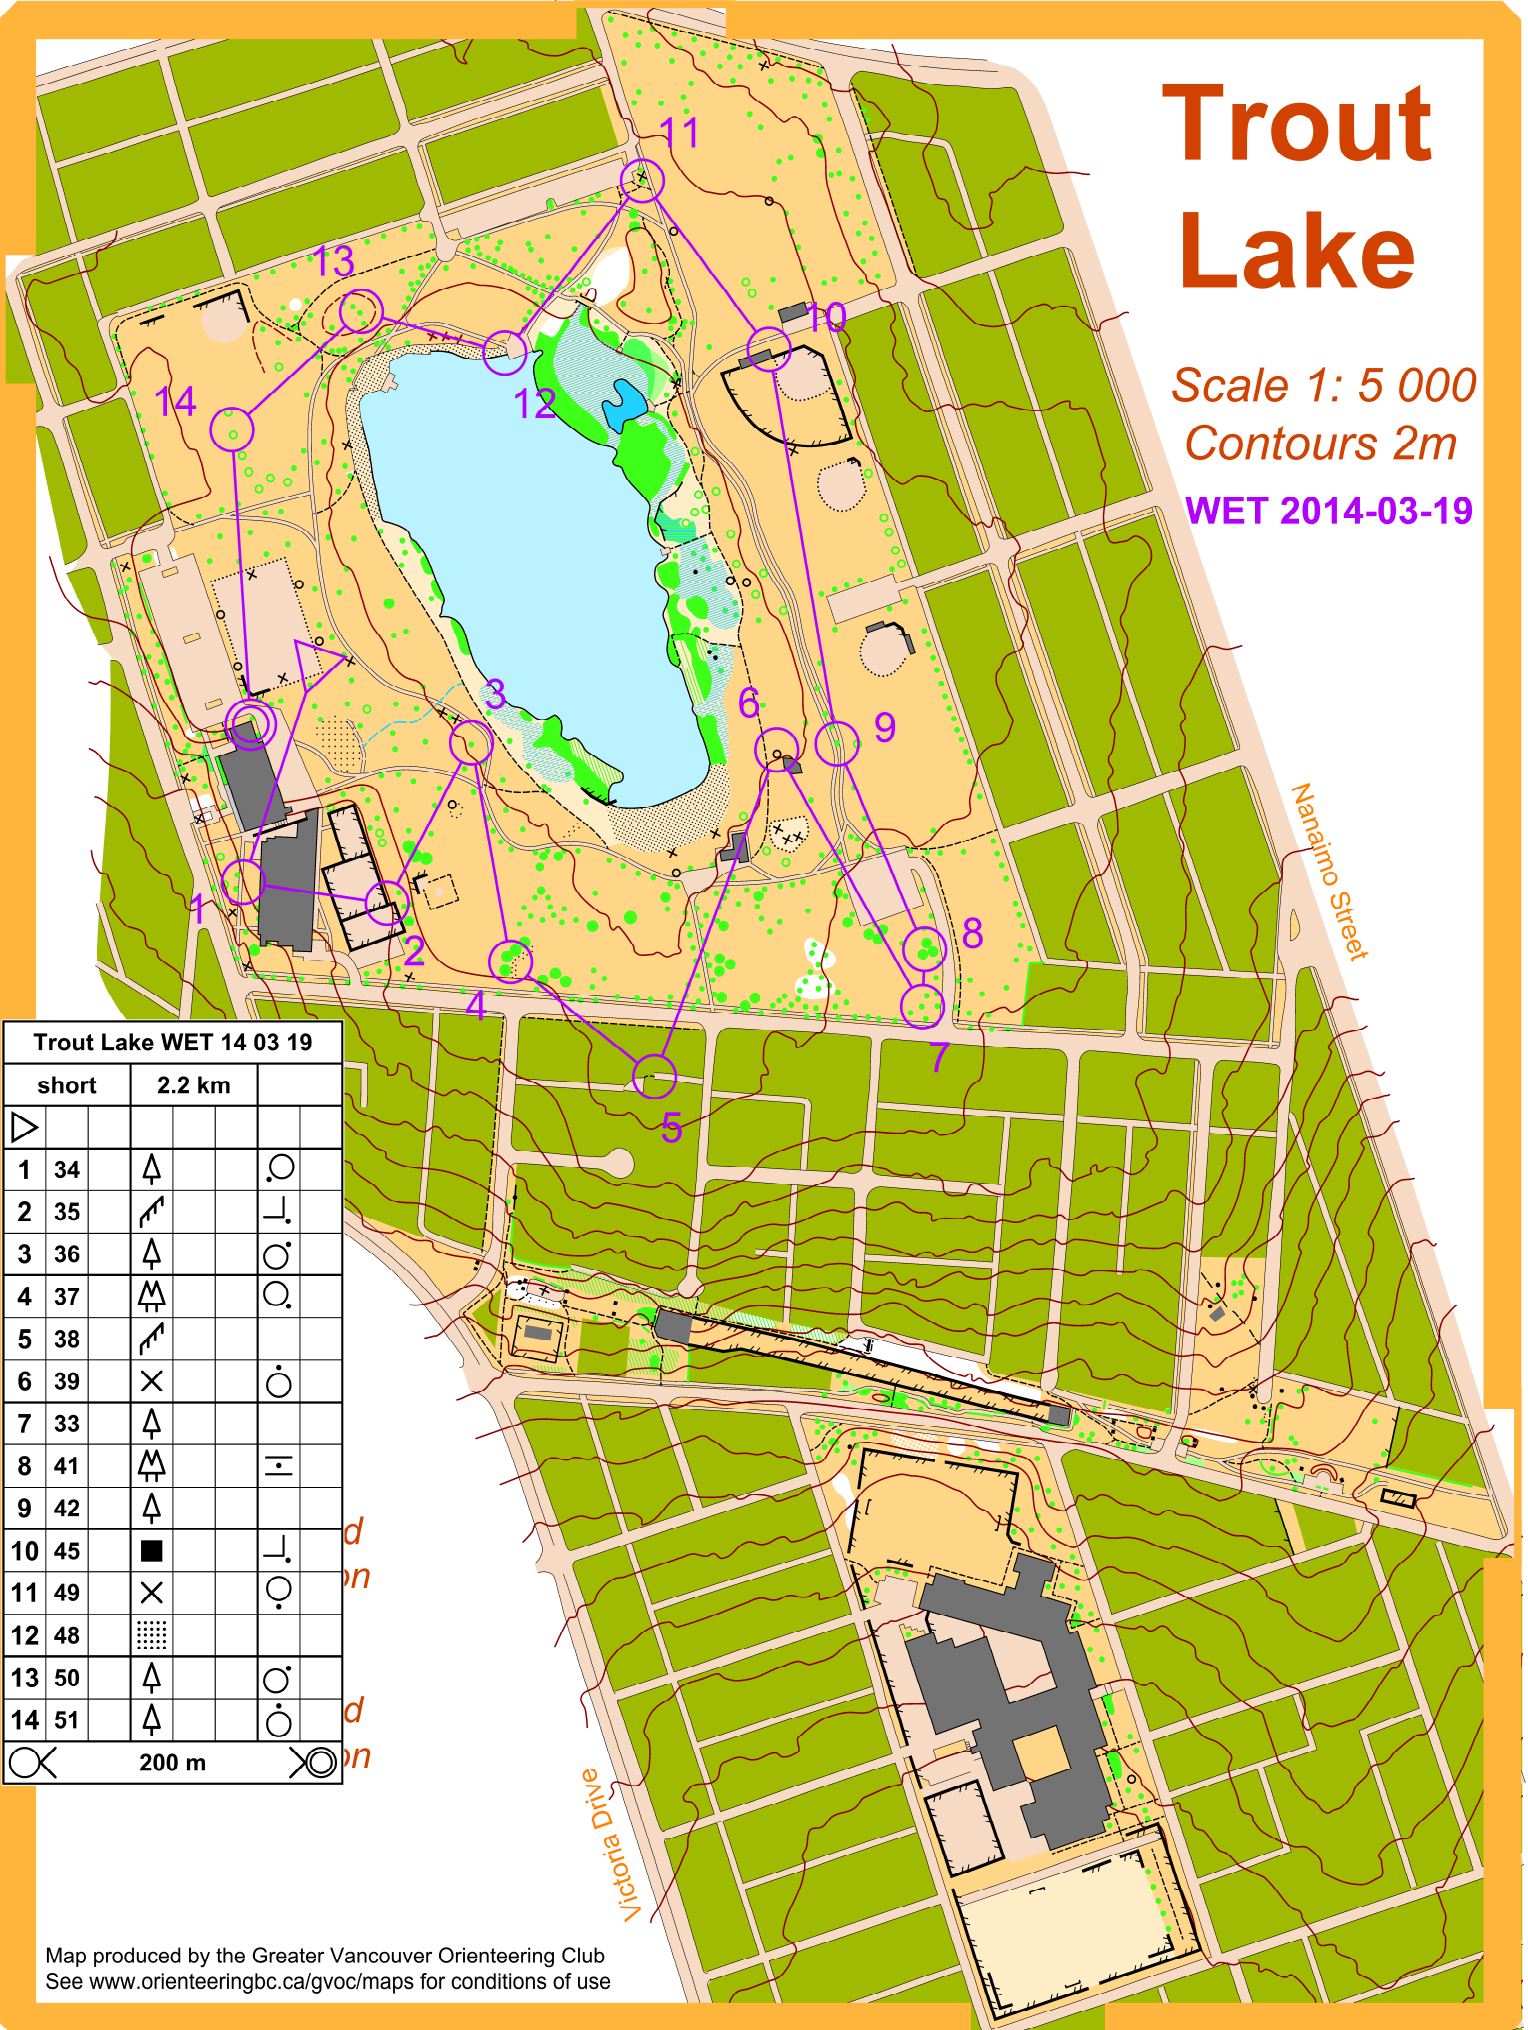 Trout
Lake
Scale 1: 5 000
Contours 2m
WET 2014-03-19
11
13
10
14
12
3
6
9
1
2
8
4
7
5
Nanaimo Street
Trout Lake WET 14 03 19
short 2.2 km
1 34
2 35
3 36
4 37
5 38
6 39
7 33
8 41
9 42
10 45
11 49
12 48
13 50
14 51
200 m
d
on
d
on
Victoria Drive
Map produced by the Greater Vancouver Orienteering Club
See www.orienteeringbc.ca/gvoc/maps for conditions of use